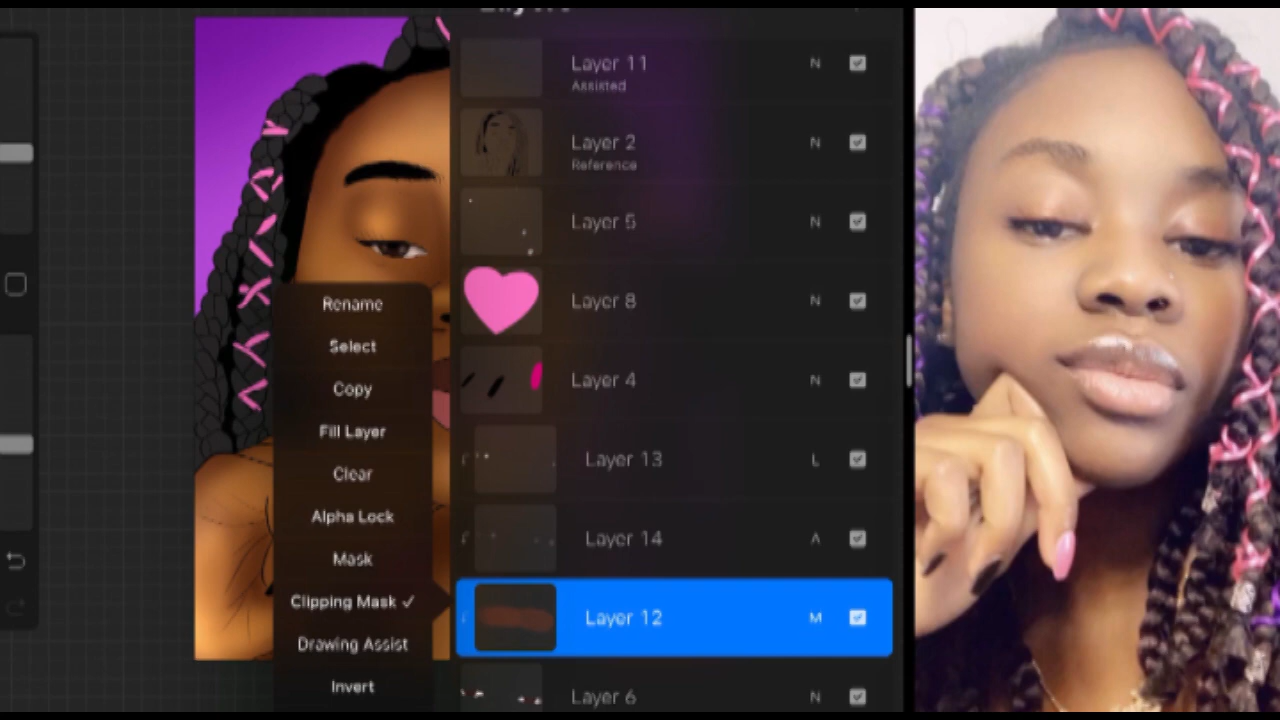 Layer 11
N
Assisted
Layer 2
N
Reference
Layer 5
N
Layer 8
N
Layer 4
N
Layer 13
L
Layer 14
A
Layer 12
M
Layer 6
N
Rename
Select
Copy
Fill Layer
Clear
Alpha Lock
Mask
Clipping Mask ✓
Drawing Assist
Invert